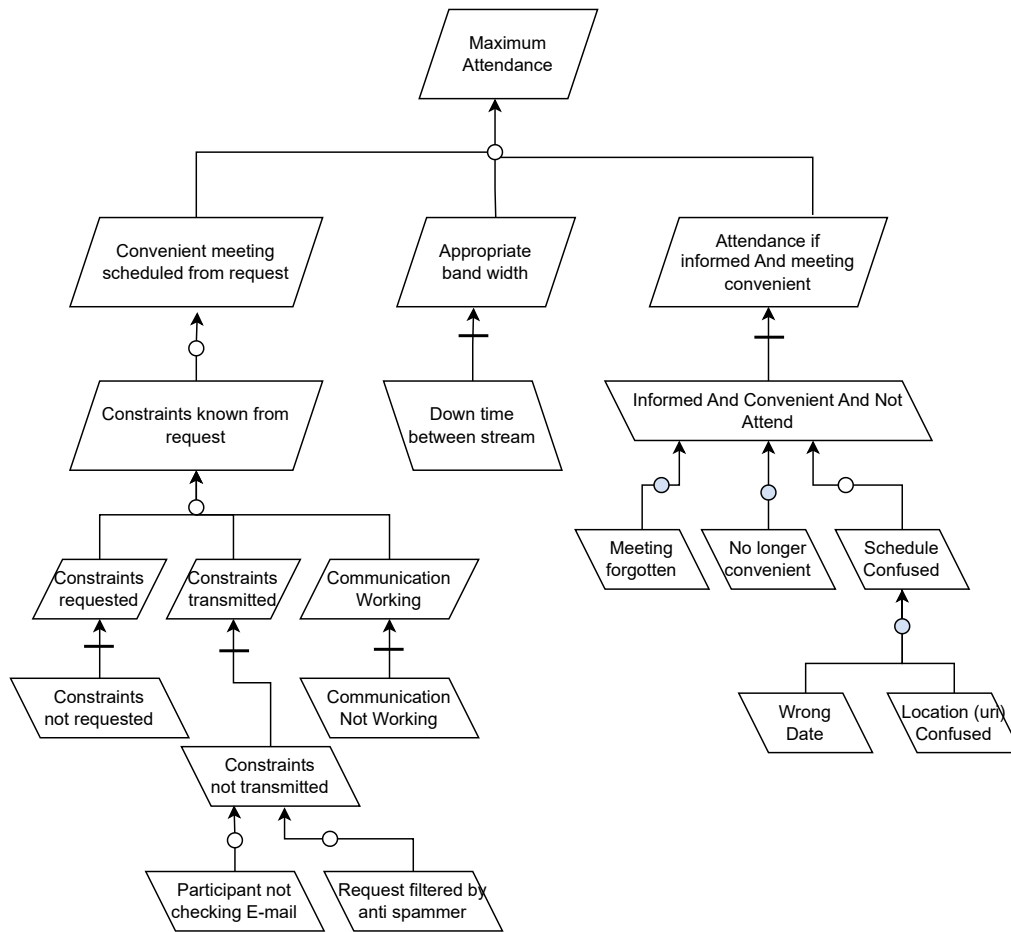 Maximum
Attendance
Convenient meeting
scheduled from request
Appropriate
band width
Attendance if
informed And meeting
convenient
Constraints known from
request
Down time
between stream
Informed And Convenient And Not
Attend
Meeting
forgotten
No longer
convenient
Schedule
Confused
Constraints
requested
Constraints
transmitted
Communication
Working
Constraints
not requested
Communication
Not Working
Wrong
Date
Location (uri)
Confused
Constraints
not transmitted
Participant not
checking E-mail
Request filtered by
anti spammer